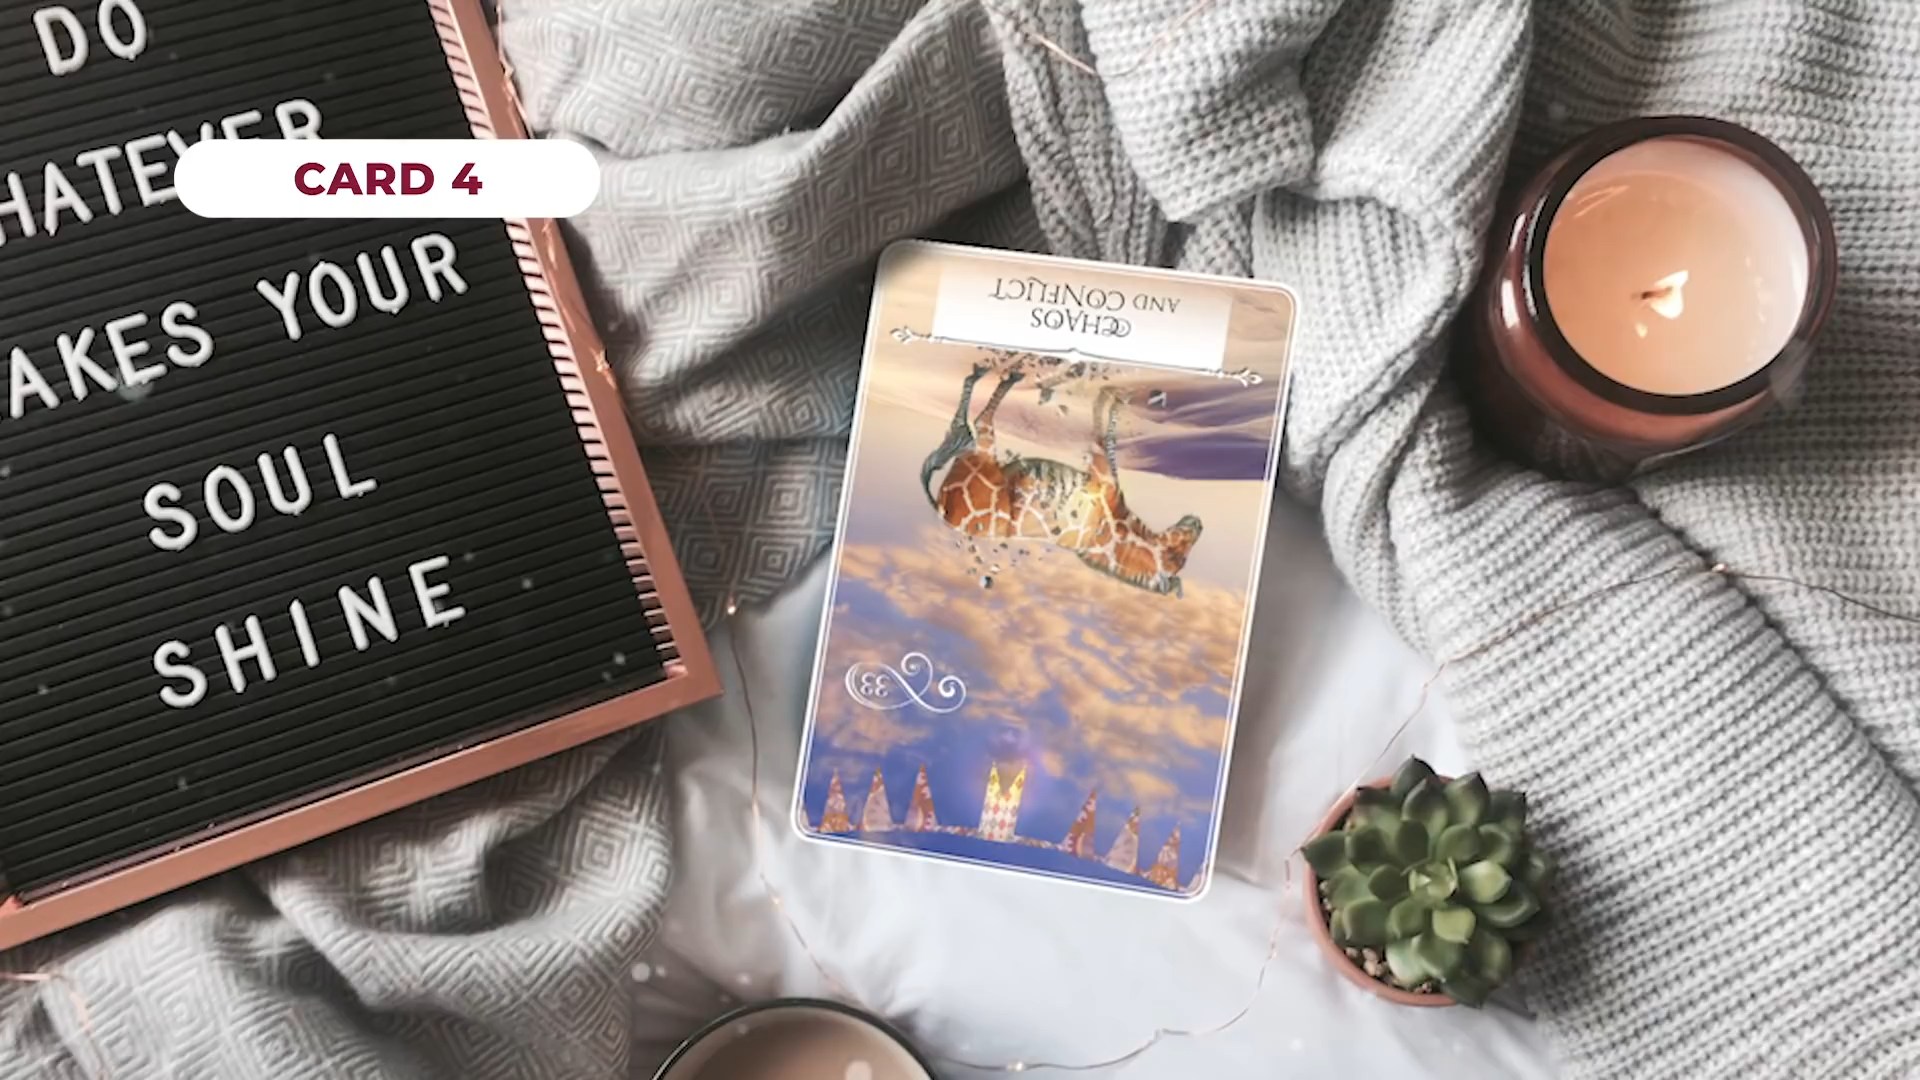 DO
HATEVER
AKES YOUR
SOUL
SHINE
CARD 4
CHAOS
AND CONFLICT
33